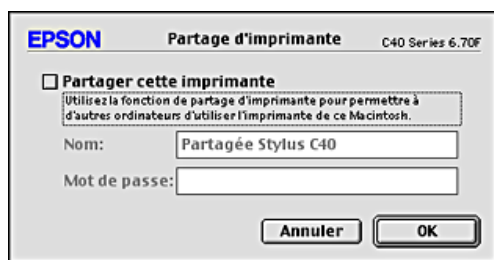 EPSON Partage d'imprimante C40 Series 6.70F
Partager cette imprimante
Utilisez la fonction de partage d'imprimante pour permettre à
d'autres ordinateurs d'utiliser l'imprimante de ce Macintosh.
Nom: Partagée Stylus C40
Mot de passe:
Annuler OK